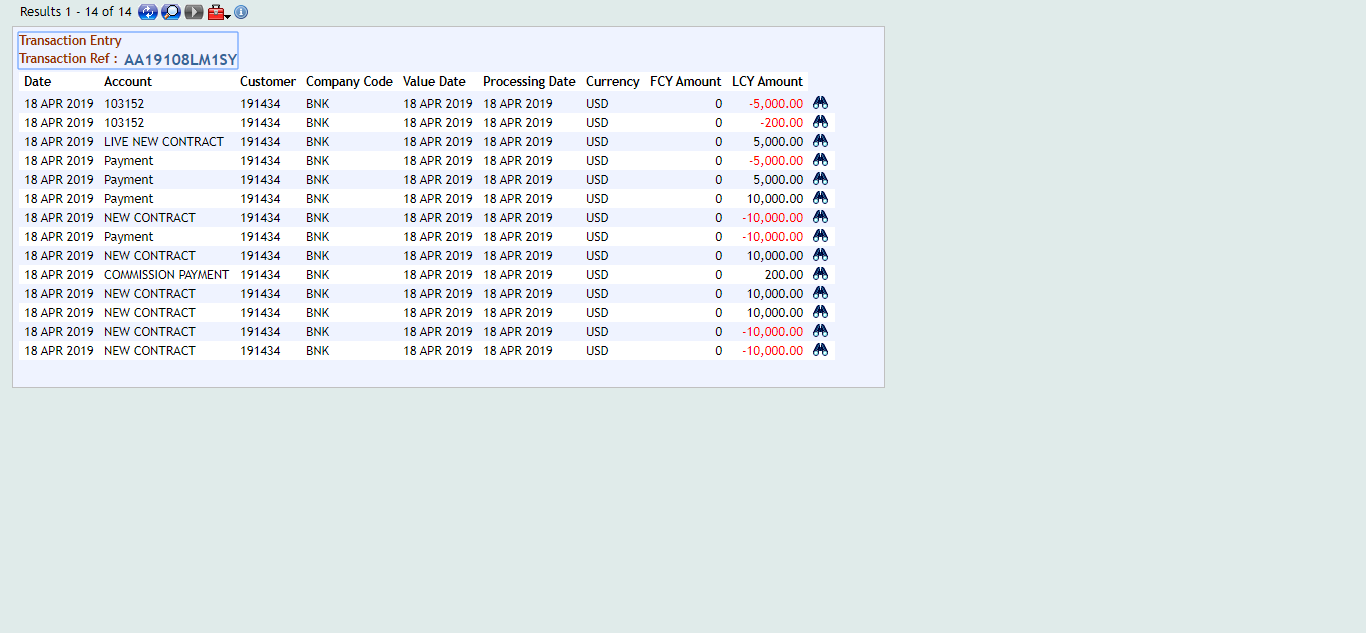 Results 1 - 14 of 14
Transaction Entry
Transaction Ref : AA19108LM1SY
Date Account Customer Company Code Value Date Processing Date Currency FCY Amount LCY Amount
18 APR 2019 103152 191434 BNK 18 APR 2019 18 APR 2019 USD 0 -5,000.00
18 APR 2019 103152 191434 BNK 18 APR 2019 18 APR 2019 USD 0 -200.00
18 APR 2019 LIVE NEW CONTRACT 191434 BNK 18 APR 2019 18 APR 2019 USD 0 5,000.00
18 APR 2019 Payment 191434 BNK 18 APR 2019 18 APR 2019 USD 0 -5,000.00
18 APR 2019 Payment 191434 BNK 18 APR 2019 18 APR 2019 USD 0 5,000.00
18 APR 2019 Payment 191434 BNK 18 APR 2019 18 APR 2019 USD 0 10,000.00
18 APR 2019 NEW CONTRACT 191434 BNK 18 APR 2019 18 APR 2019 USD 0 -10,000.00
18 APR 2019 Payment 191434 BNK 18 APR 2019 18 APR 2019 USD 0 -10,000.00
18 APR 2019 NEW CONTRACT 191434 BNK 18 APR 2019 18 APR 2019 USD 0 10,000.00
18 APR 2019 COMMISSION PAYMENT 191434 BNK 18 APR 2019 18 APR 2019 USD 0 200.00
18 APR 2019 NEW CONTRACT 191434 BNK 18 APR 2019 18 APR 2019 USD 0 10,000.00
18 APR 2019 NEW CONTRACT 191434 BNK 18 APR 2019 18 APR 2019 USD 0 10,000.00
18 APR 2019 NEW CONTRACT 191434 BNK 18 APR 2019 18 APR 2019 USD 0 -10,000.00
18 APR 2019 NEW CONTRACT 191434 BNK 18 APR 2019 18 APR 2019 USD 0 -10,000.00